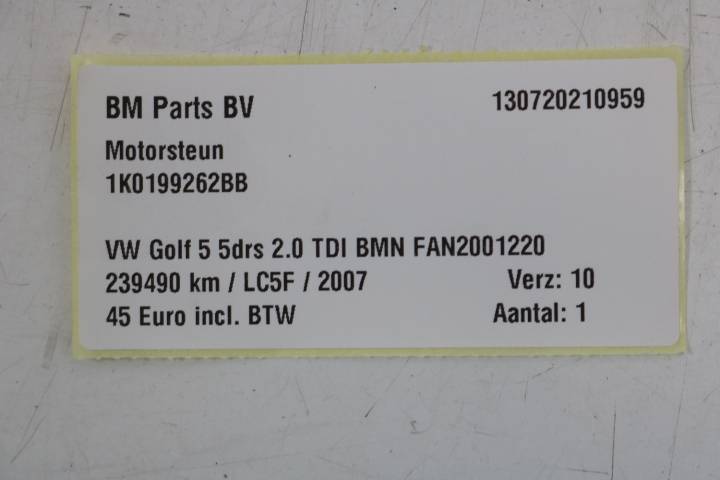 BM Parts BV 130720210959
Motorsteun
1K0199262BB
VW Golf 5 5drs 2.0 TDI BMN FAN2001220
239490 km / LC5F / 2007 Verz: 10
45 Euro incl. BTW Aantal: 1